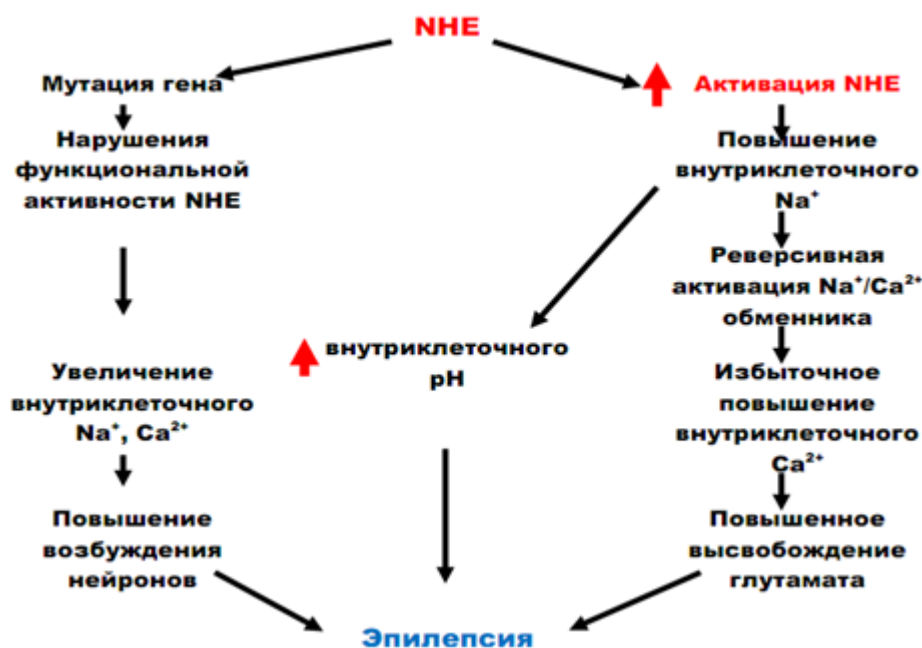 NHE
Мутация гена
Нарушения
функциональной
активности NHE
Увеличение
внутриклеточного
Na⁺, Ca²⁺
Повышение
возбуждения
нейронов
внутриклеточного
pH
Активация NHE
Повышение
внутриклеточного
Na⁺
Реверсивная
активация Na⁺/Ca²⁺
обменника
Избыточное
повышение
внутриклеточного
Ca²⁺
Повышенное
высвобождение
глутамата
Эпилепсия